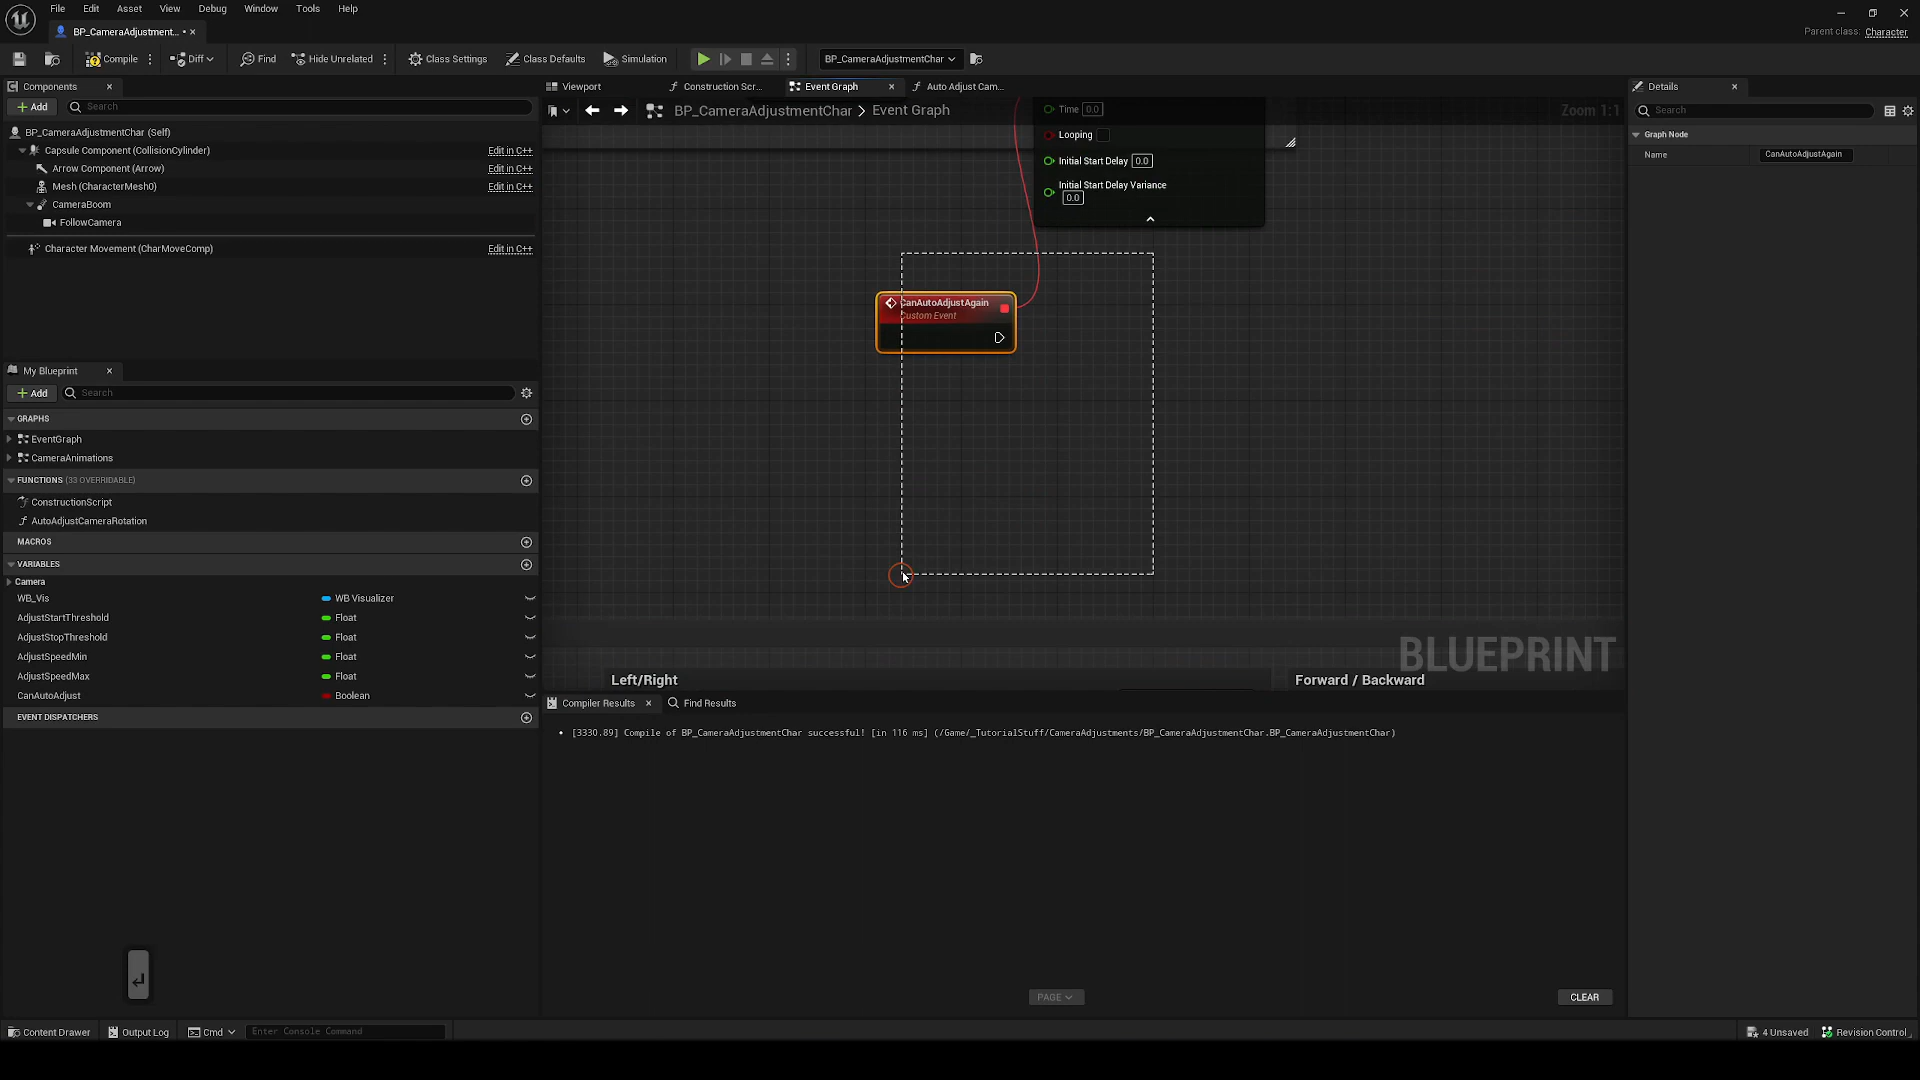 File Edit Asset View Debug Window Tools Help
BP_CameraAdjustment...
Parent class: Character
Compile Diff Find Hide Unrelated Class Settings Class Defaults Simulation BP_CameraAdjustmentChar
Components
Add Search
BP_CameraAdjustmentChar (Self)
Capsule Component (CollisionCylinder) Edit in C++
Arrow Component (Arrow) Edit in C++
Mesh (CharacterMesh0) Edit in C++
CameraBoom
FollowCamera
Character Movement (CharMoveComp) Edit in C++
My Blueprint
Add Search
GRAPHS
EventGraph
CameraAnimations
FUNCTIONS (33 OVERRIDABLE)
ConstructionScript
AutoAdjustCameraRotation
MACROS
VARIABLES
Camera
WB_Vis WB Visualizer
AdjustStartThreshold Float
AdjustStopThreshold Float
AdjustSpeedMin Float
AdjustSpeedMax Float
CanAutoAdjust Boolean
EVENT DISPATCHERS
Viewport Construction Scr... Event Graph Auto Adjust Cam...
BP_CameraAdjustmentChar > Event Graph
Zoom 1:1
Time 0.0
Looping
Initial Start Delay 0.0
Initial Start Delay Variance
0.0
CanAutoAdjustAgain
Custom Event
BLUEPRINT
Left/Right Forward / Backward
Compiler Results Find Results
[3330.89] Compile of BP_CameraAdjustmentChar successful! [in 116 ms] (/Game/_TutorialStuff/CameraAdjustments/BP_CameraAdjustmentChar.BP_CameraAdjustmentChar)
PAGE CLEAR
Details
Search
Graph Node
Name CanAutoAdjustAgain
Content Drawer Output Log Cmd Enter Console Command 4 Unsaved Revision Control